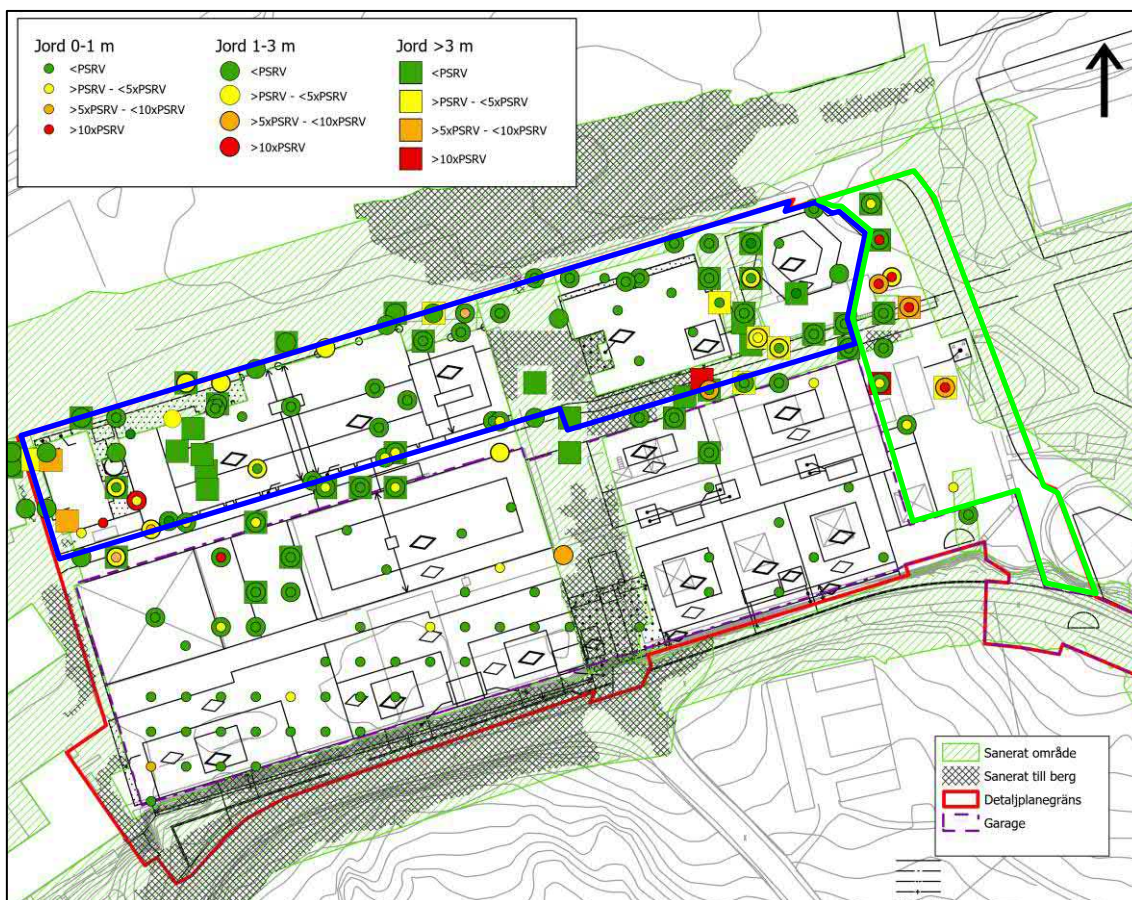 Jord 0-1 m
<PSRV
>PSRV - <5xPSRV
>5xPSRV - <10xPSRV
>10xPSRV
Jord 1-3 m
<PSRV
>PSRV - <5xPSRV
>5xPSRV - <10xPSRV
>10xPSRV
Jord >3 m
<PSRV
>PSRV - <5xPSRV
>5xPSRV - <10xPSRV
>10xPSRV
Sanerat område
Sanerat till berg
Detaljplanegräns
Garage